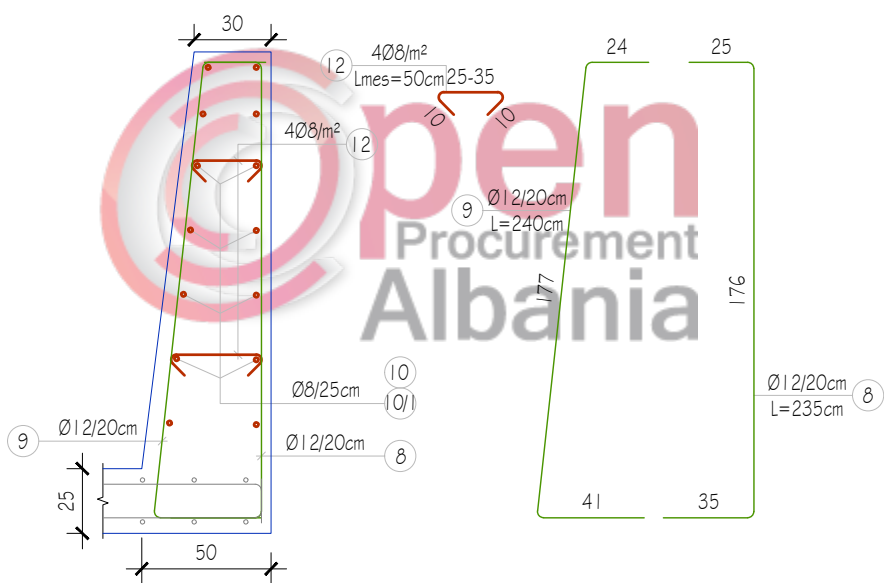 30
12
4Ø8/m²
Lmes=50cm
25-35
10
10
24
25
4Ø8/m²
12
Open
Procurement
Albania
9
Ø12/20cm
L=240cm
177
176
10
10/1
Ø8/25cm
Ø12/20cm
L=235cm
8
9
Ø12/20cm
Ø12/20cm
8
25
41
35
50